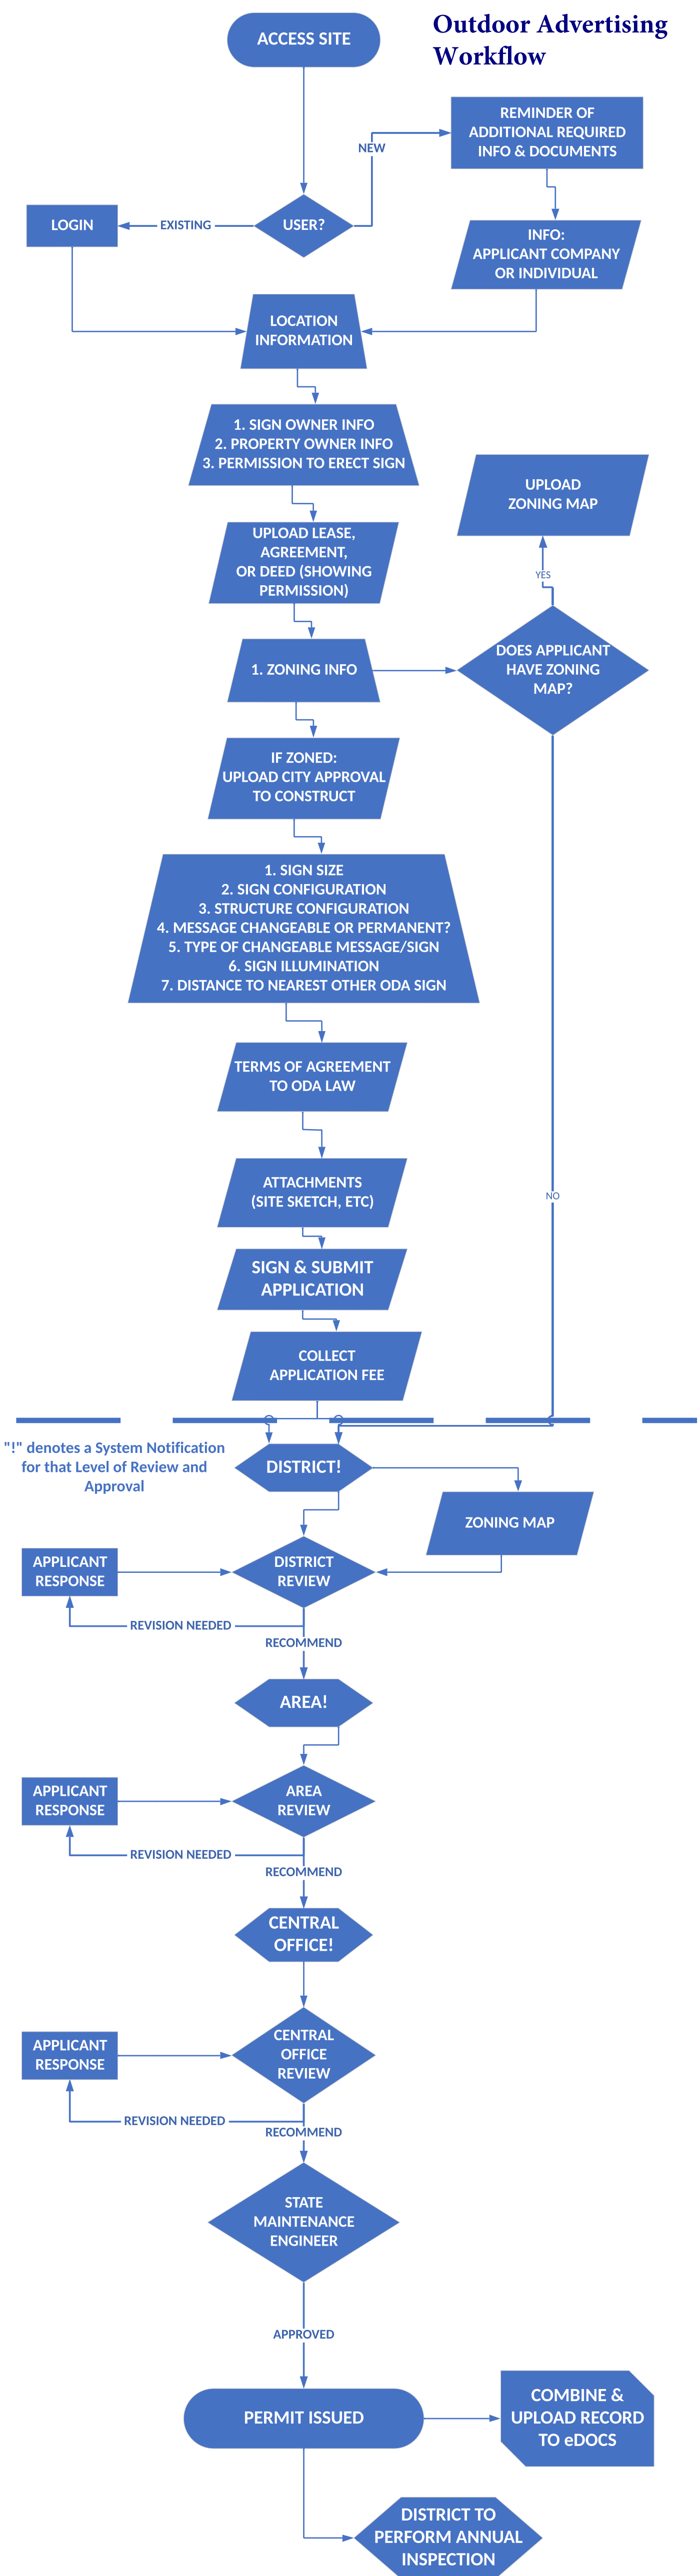 Outdoor Advertising
Workflow
ACCESS SITE
REMINDER OF
ADDITIONAL REQUIRED
INFO & DOCUMENTS
NEW
LOGIN
EXISTING
USER?
INFO:
APPLICANT COMPANY
OR INDIVIDUAL
LOCATION
INFORMATION
1. SIGN OWNER INFO
2. PROPERTY OWNER INFO
3. PERMISSION TO ERECT SIGN
UPLOAD
ZONING MAP
UPLOAD LEASE,
AGREEMENT,
OR DEED (SHOWING
PERMISSION)
YES
1. ZONING INFO
DOES APPLICANT
HAVE ZONING
MAP?
IF ZONED:
UPLOAD CITY APPROVAL
TO CONSTRUCT
1. SIGN SIZE
2. SIGN CONFIGURATION
3. STRUCTURE CONFIGURATION
4. MESSAGE CHANGEABLE OR PERMANENT?
5. TYPE OF CHANGEABLE MESSAGE/SIGN
6. SIGN ILLUMINATION
7. DISTANCE TO NEAREST OTHER ODA SIGN
TERMS OF AGREEMENT
TO ODA LAW
ATTACHMENTS
(SITE SKETCH, ETC)
NO
SIGN & SUBMIT
APPLICATION
COLLECT
APPLICATION FEE
"!" denotes a System Notification
for that Level of Review and
Approval
DISTRICT!
ZONING MAP
APPLICANT
RESPONSE
DISTRICT
REVIEW
REVISION NEEDED
RECOMMEND
AREA!
APPLICANT
RESPONSE
AREA
REVIEW
REVISION NEEDED
RECOMMEND
CENTRAL
OFFICE!
APPLICANT
RESPONSE
CENTRAL
OFFICE
REVIEW
REVISION NEEDED
RECOMMEND
STATE
MAINTENANCE
ENGINEER
APPROVED
PERMIT ISSUED
COMBINE &
UPLOAD RECORD
TO eDOCS
DISTRICT TO
PERFORM ANNUAL
INSPECTION